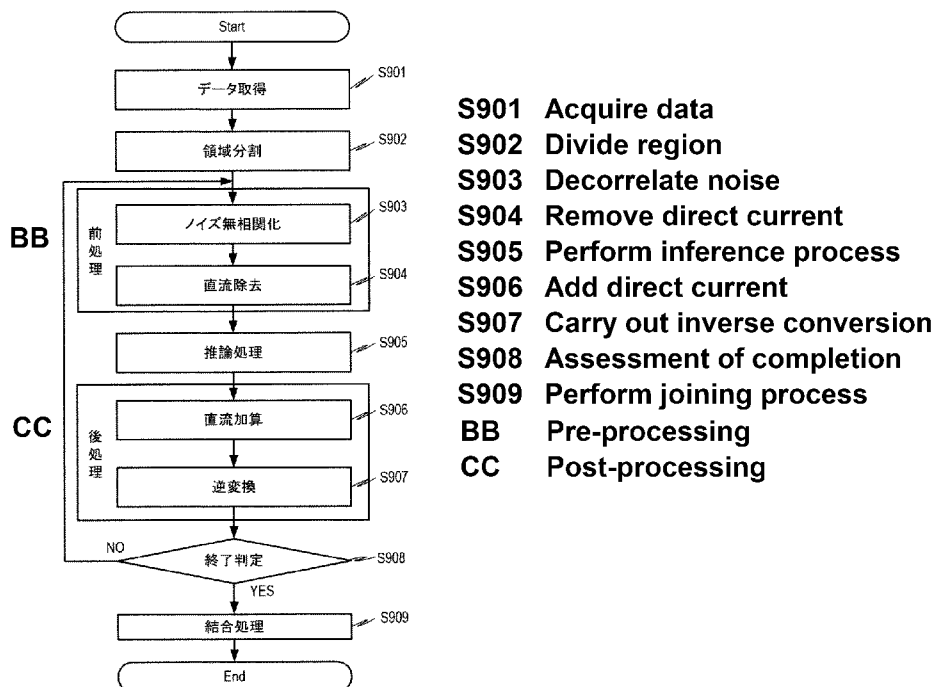 Start
データ取得
S901
領域分割
S902
BB
前処理
ノイズ無相関化
S903
直流除去
S904
推論処理
S905
CC
後処理
直流加算
S906
逆変換
S907
NO
終了判定
S908
YES
結合処理
S909
End
S901 Acquire data
S902 Divide region
S903 Decorrelate noise
S904 Remove direct current
S905 Perform inference process
S906 Add direct current
S907 Carry out inverse conversion
S908 Assessment of completion
S909 Perform joining process
BB Pre-processing
CC Post-processing